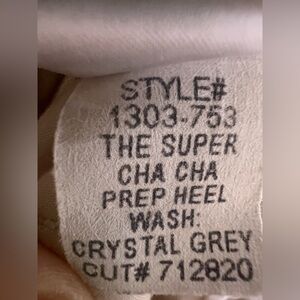 STYLE#
1303-753
THE SUPER
CHA CHA
PREP HEEL
WASH:
CRYSTAL GREY
CUT# 712820